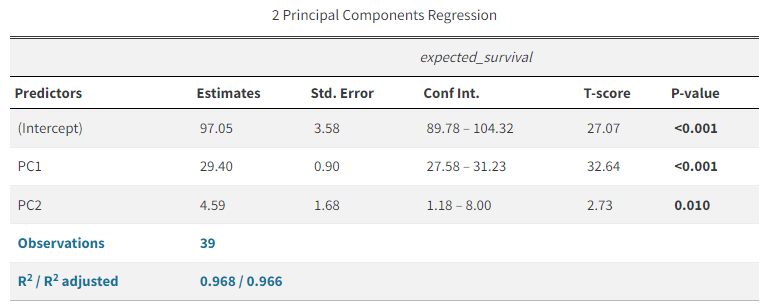 2 Principal Components Regression
expected_survival
Predictors Estimates Std. Error Conf Int. T-score P-value
(Intercept) 97.05 3.58 89.78 – 104.32 27.07 <0.001
PC1 29.40 0.90 27.58 – 31.23 32.64 <0.001
PC2 4.59 1.68 1.18 – 8.00 2.73 0.010
Observations 39
R² / R² adjusted 0.968 / 0.966